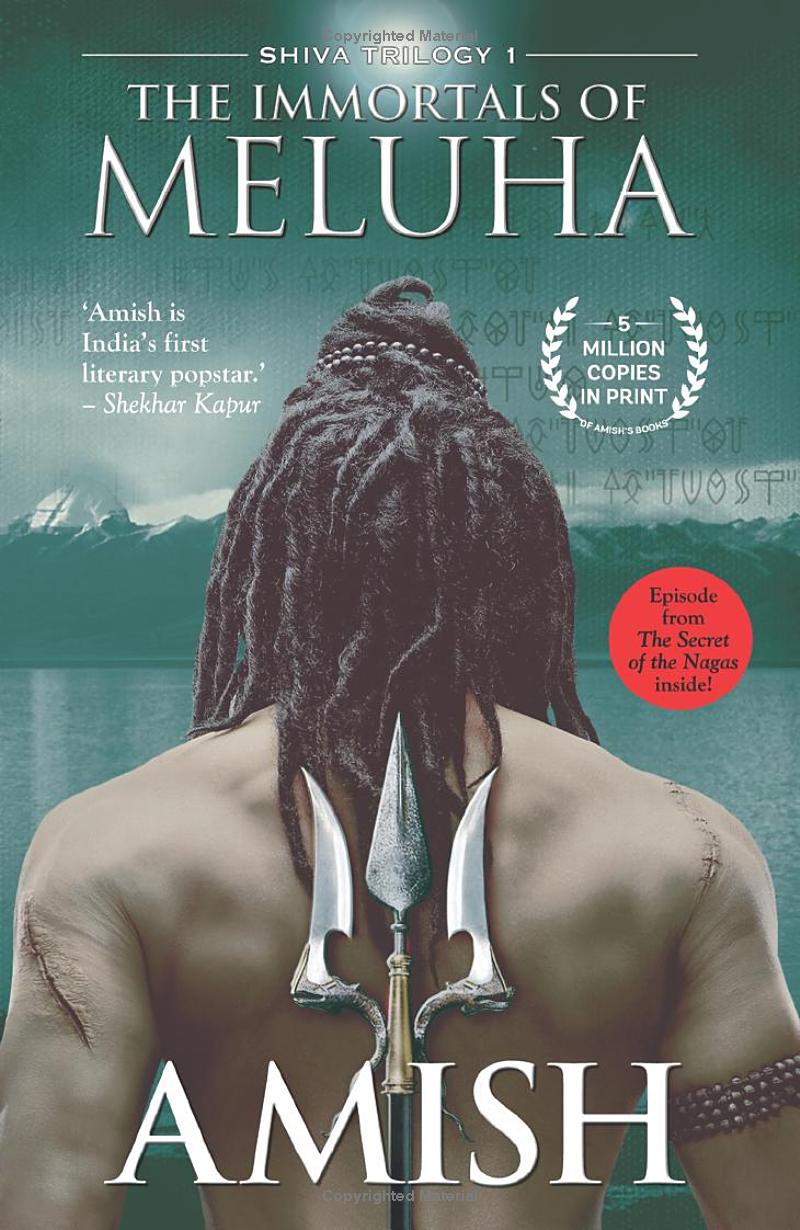 Copyrighted Material
SHIVA TRILOGY 1
THE IMMORTALS OF
MELUHA
‘Amish is
India’s first
literary popstar.’
– Shekhar Kapur
5
MILLION
COPIES
IN PRINT
OF AMISH'S BOOKS
Episode
from
The Secret
of the Nagas
inside!
AMISH
Copyrighted Material